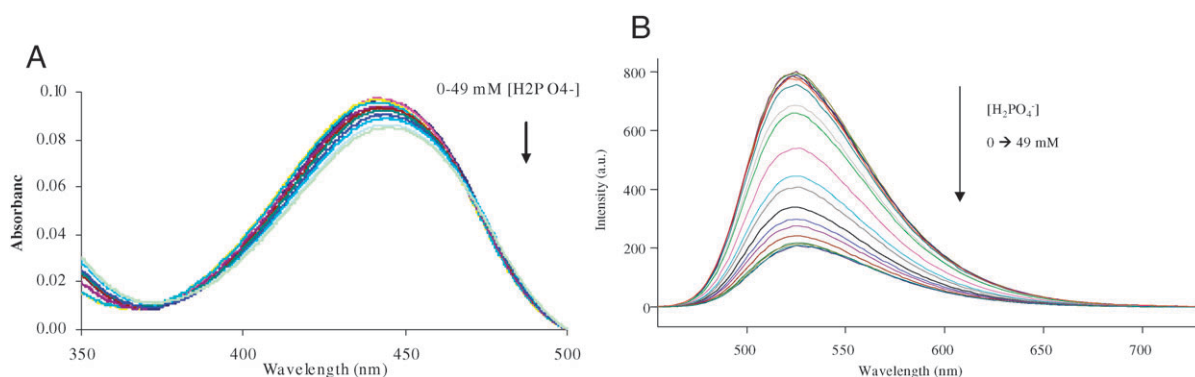 A
0-49 mM [H2PO4-]
0.10
0.08
0.06
0.04
0.02
0.00
Absorbanc
350
400
450
500
Wavelength (nm)
B
800
600
400
200
0
Intensity (a.u.)
[H₂PO₄⁻]
0 → 49 mM
500
550
600
650
700
Wavelength (nm)